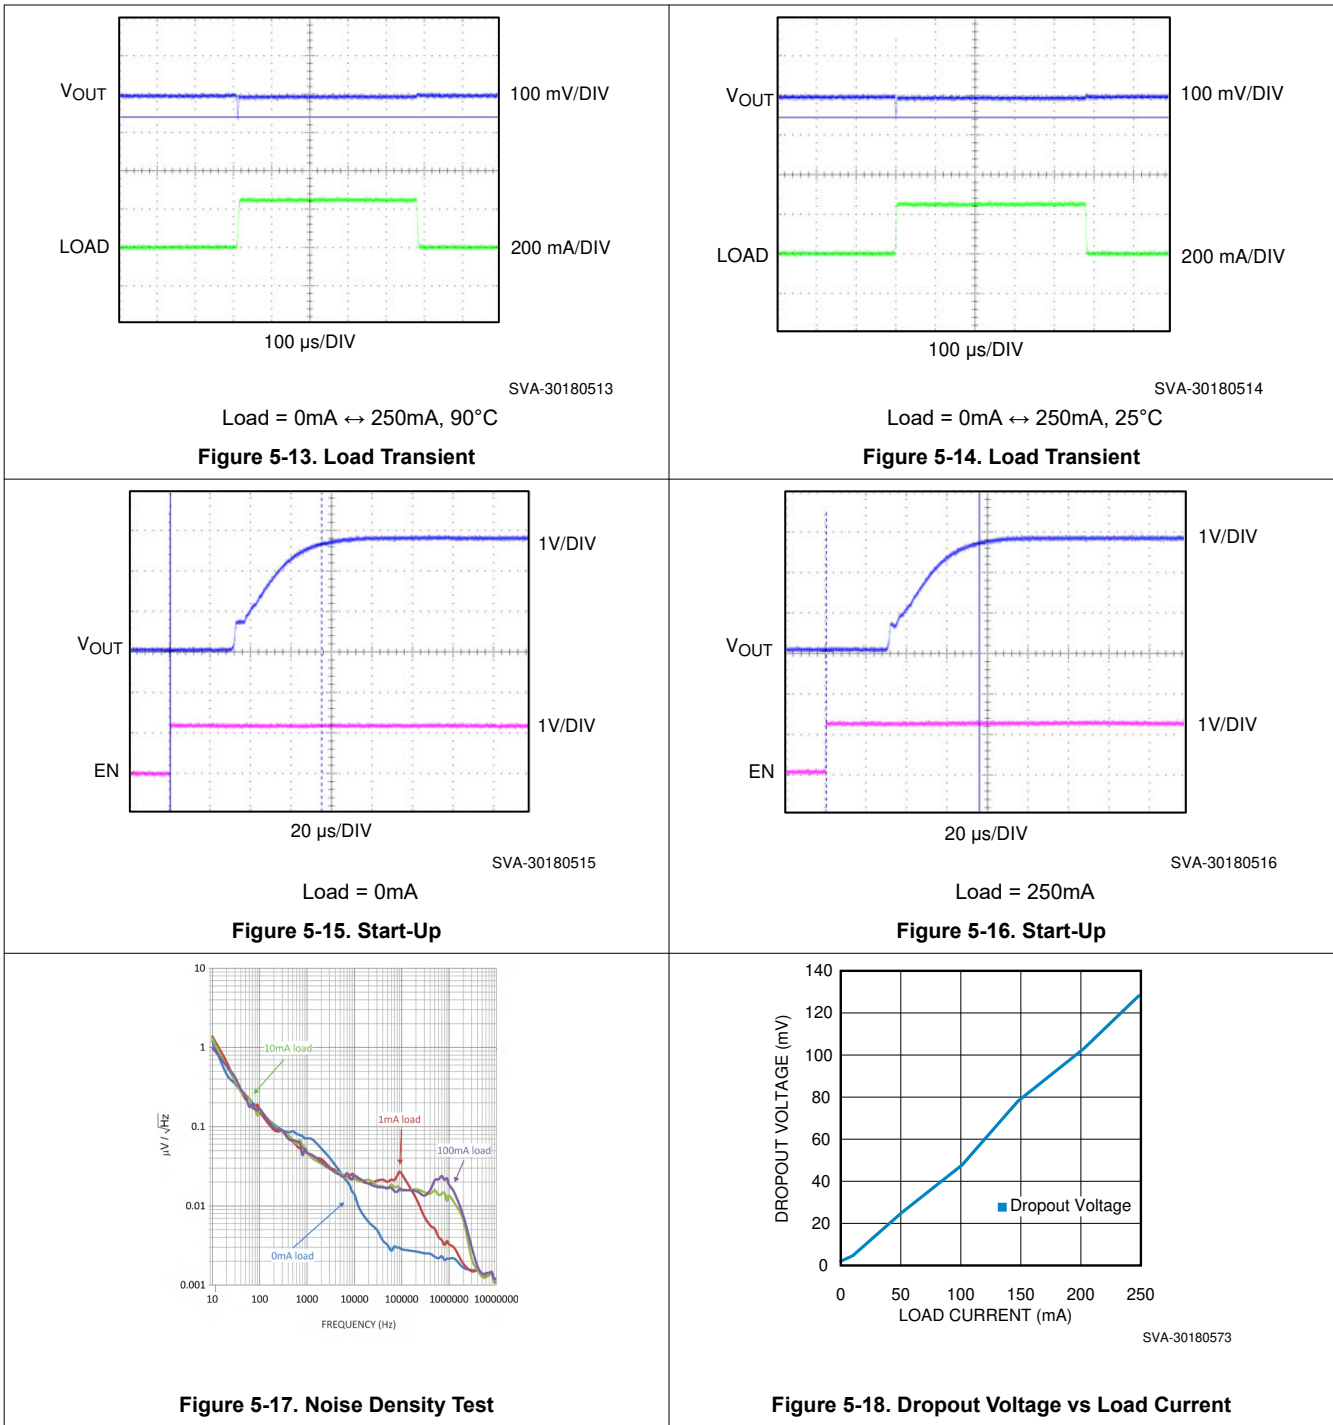 VOUT
100 mV/DIV
LOAD
200 mA/DIV
100 µs/DIV
SVA-30180513
Load = 0mA ↔ 250mA, 90°C
Figure 5-13. Load Transient
VOUT
100 mV/DIV
LOAD
200 mA/DIV
100 µs/DIV
SVA-30180514
Load = 0mA ↔ 250mA, 25°C
Figure 5-14. Load Transient
1V/DIV
VOUT
1V/DIV
EN
20 µs/DIV
SVA-30180515
Load = 0mA
Figure 5-15. Start-Up
1V/DIV
VOUT
1V/DIV
EN
20 µs/DIV
SVA-30180516
Load = 250mA
Figure 5-16. Start-Up
10
1
0.1
0.01
0.001
µV / √Hz
10mA load
1mA load
100mA load
0mA load
10 100 1000 10000 100000 1000000 10000000
FREQUENCY (Hz)
Figure 5-17. Noise Density Test
140
120
100
80
60
40
20
0
DROPOUT VOLTAGE (mV)
Dropout Voltage
0 50 100 150 200 250
LOAD CURRENT (mA)
SVA-30180573
Figure 5-18. Dropout Voltage vs Load Current